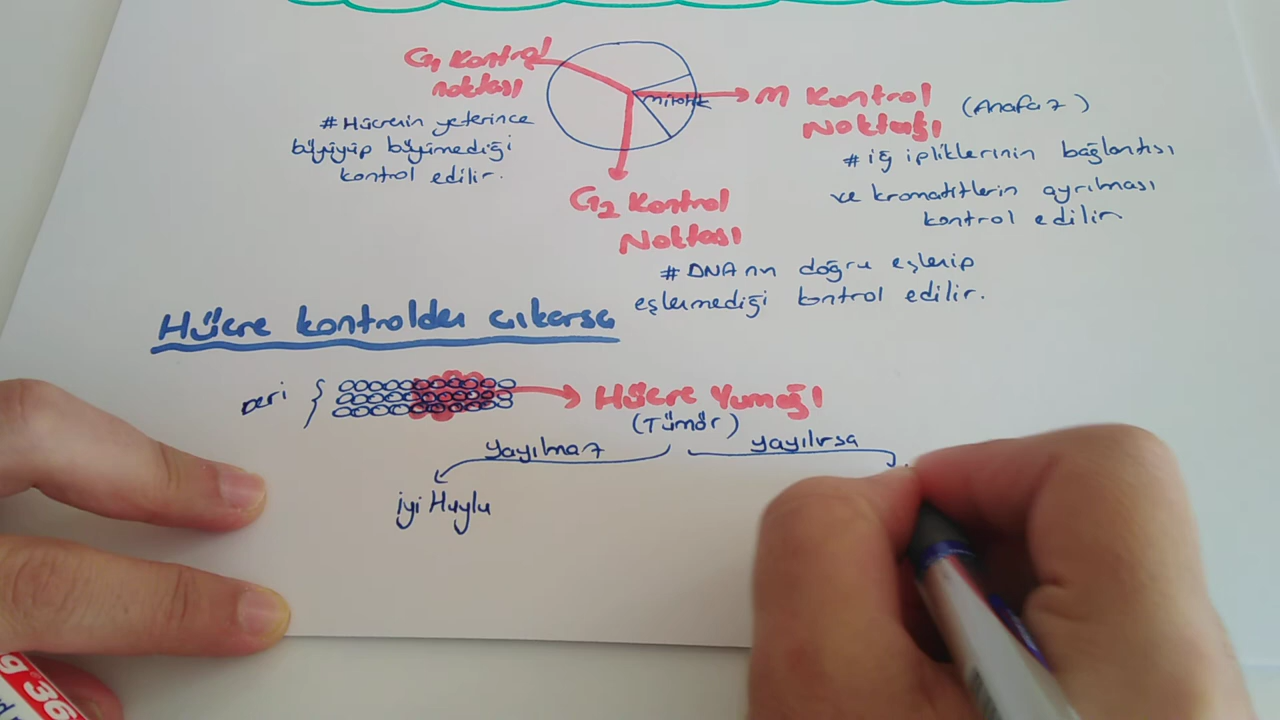 G1 Kontrol
noktası
# Hücrenin yeterince
büyüyüp büyümediği
kontrol edilir.
mitotik
M Kontrol
Noktası
(Anafaz)
# iğ ipliklerinin bağlantısı
ve kromatitlerin ayrılması
kontrol edilir
G2 Kontrol
Noktası
# DNA nın doğru eşlenip
eşlenmediği kontrol edilir.
Hücre kontrolden çıkarsa
Deri
Hücre Yumağı
(Tümör)
Yayılmaz
yayılırsa
iyi Huylu